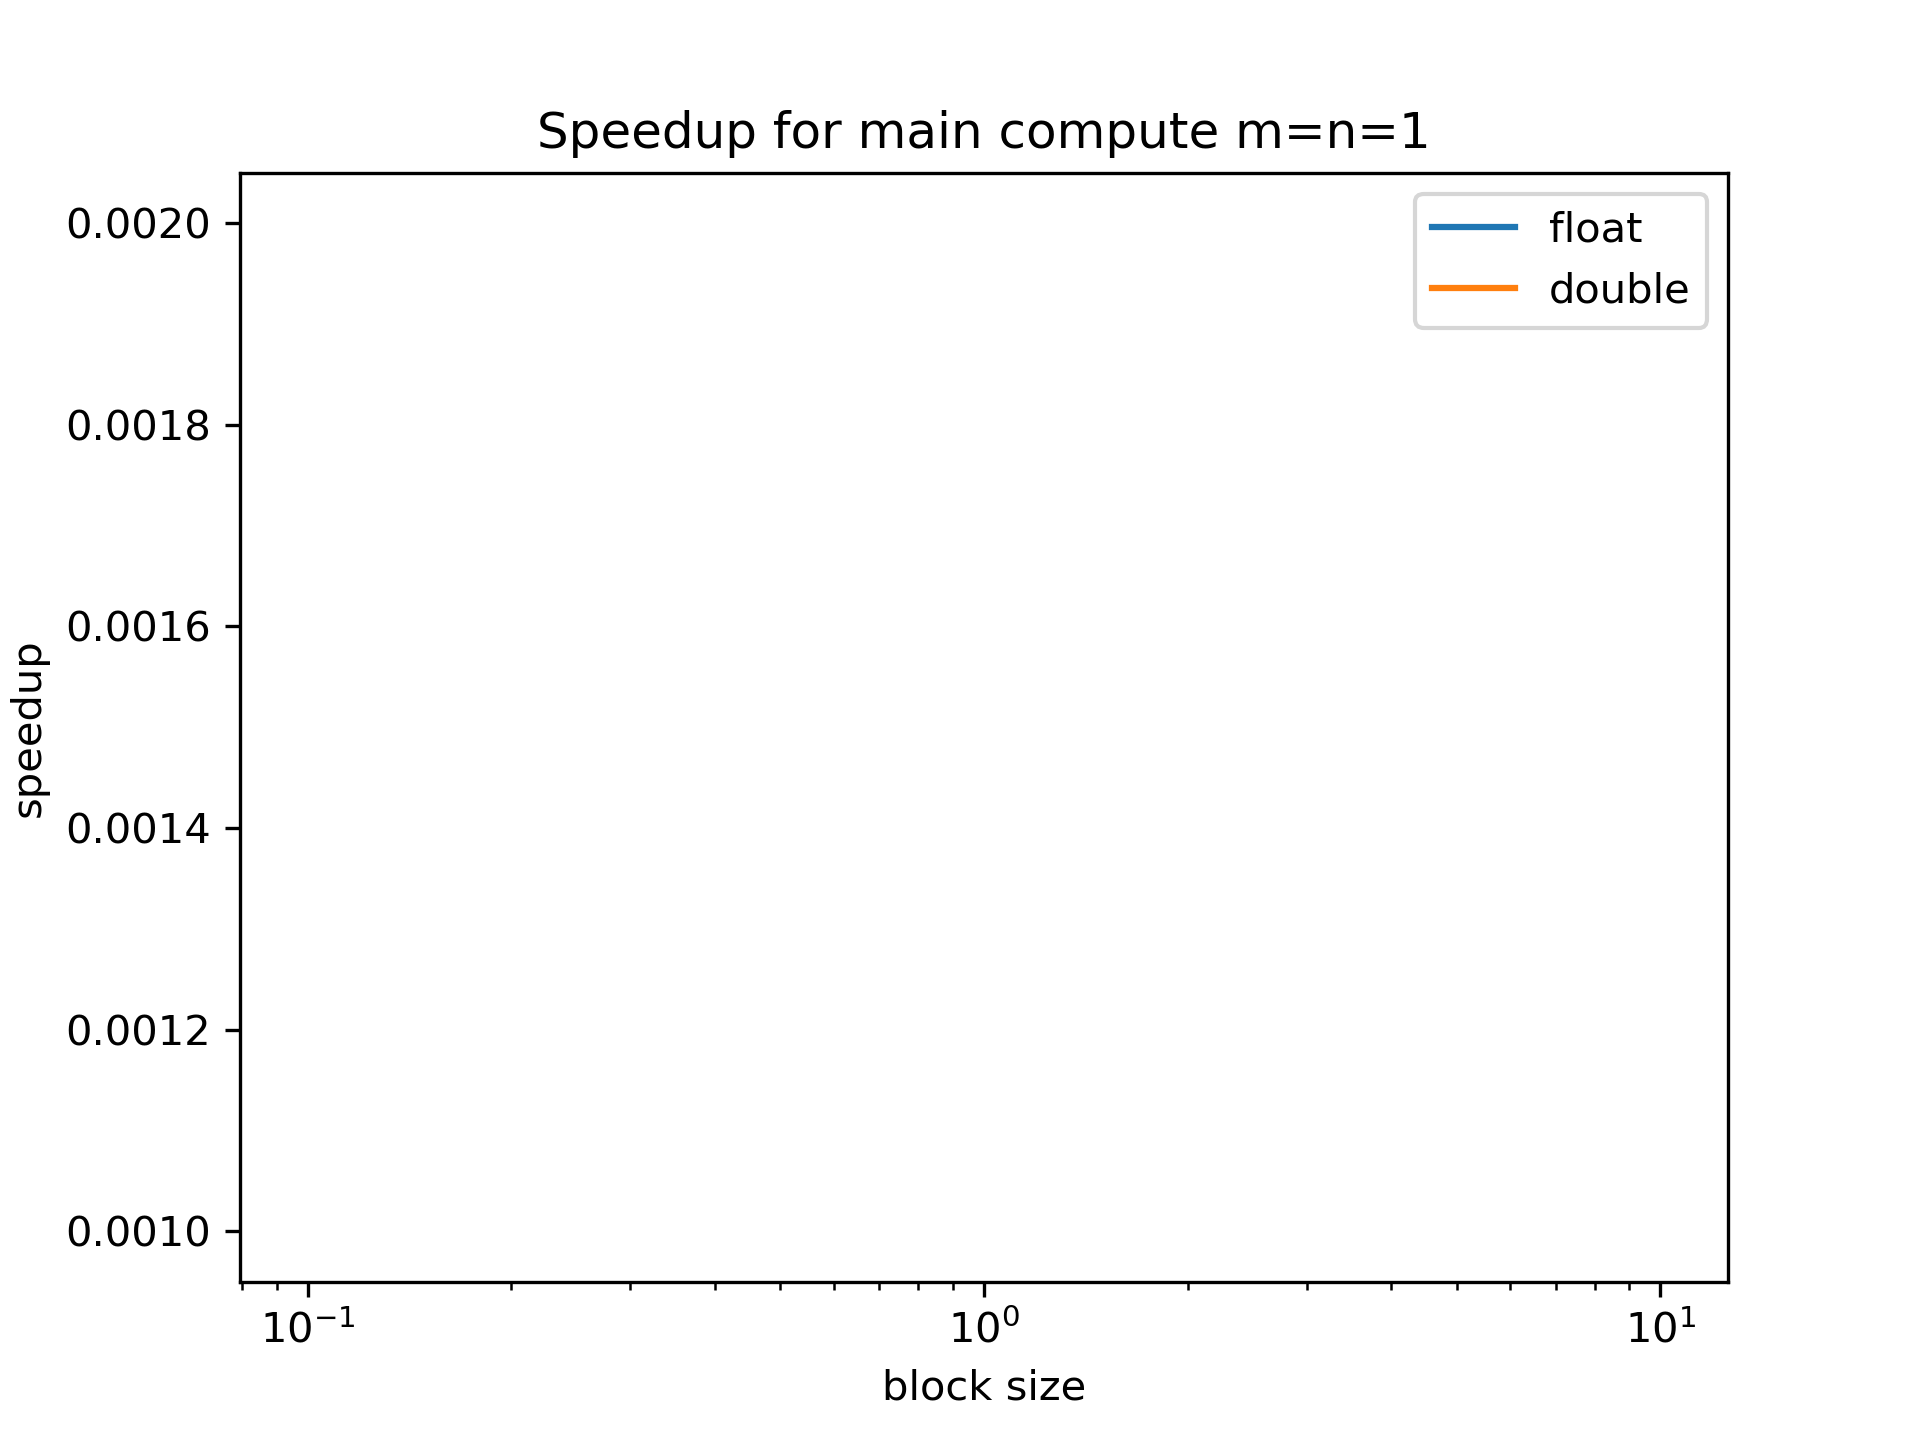 Speedup for main compute m=n=1
float
double
0.0020
0.0018
0.0016
0.0014
0.0012
0.0010
speedup
10⁻¹ 10⁰ 10¹
block size